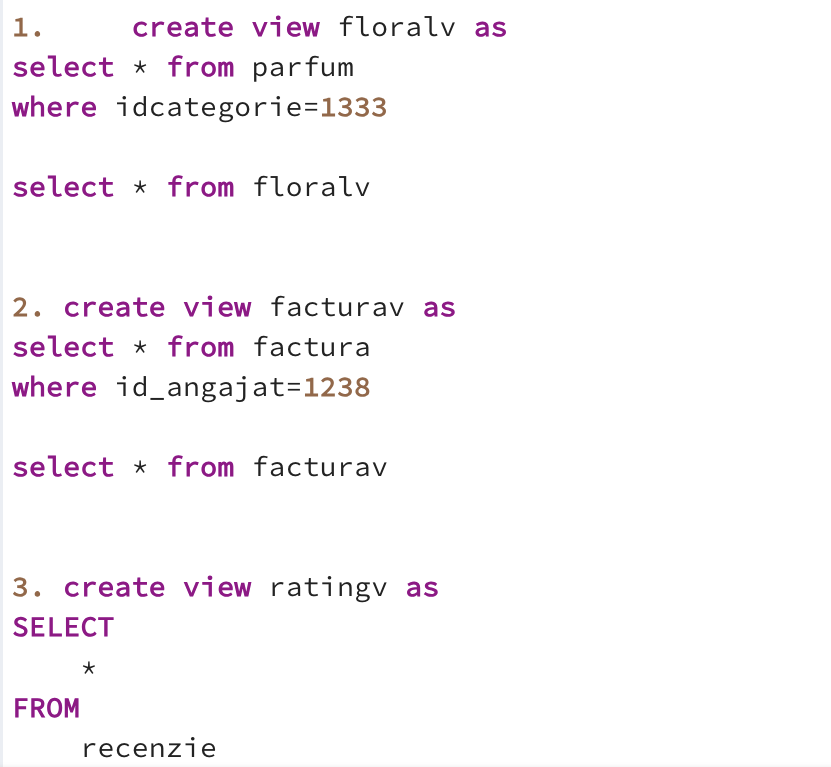 1. create view floralv as
select * from parfum
where idcategorie=1333
select * from floralv
2. create view facturav as
select * from factura
where id_angajat=1238
select * from facturav
3. create view ratingv as
SELECT
*
FROM
recenzie